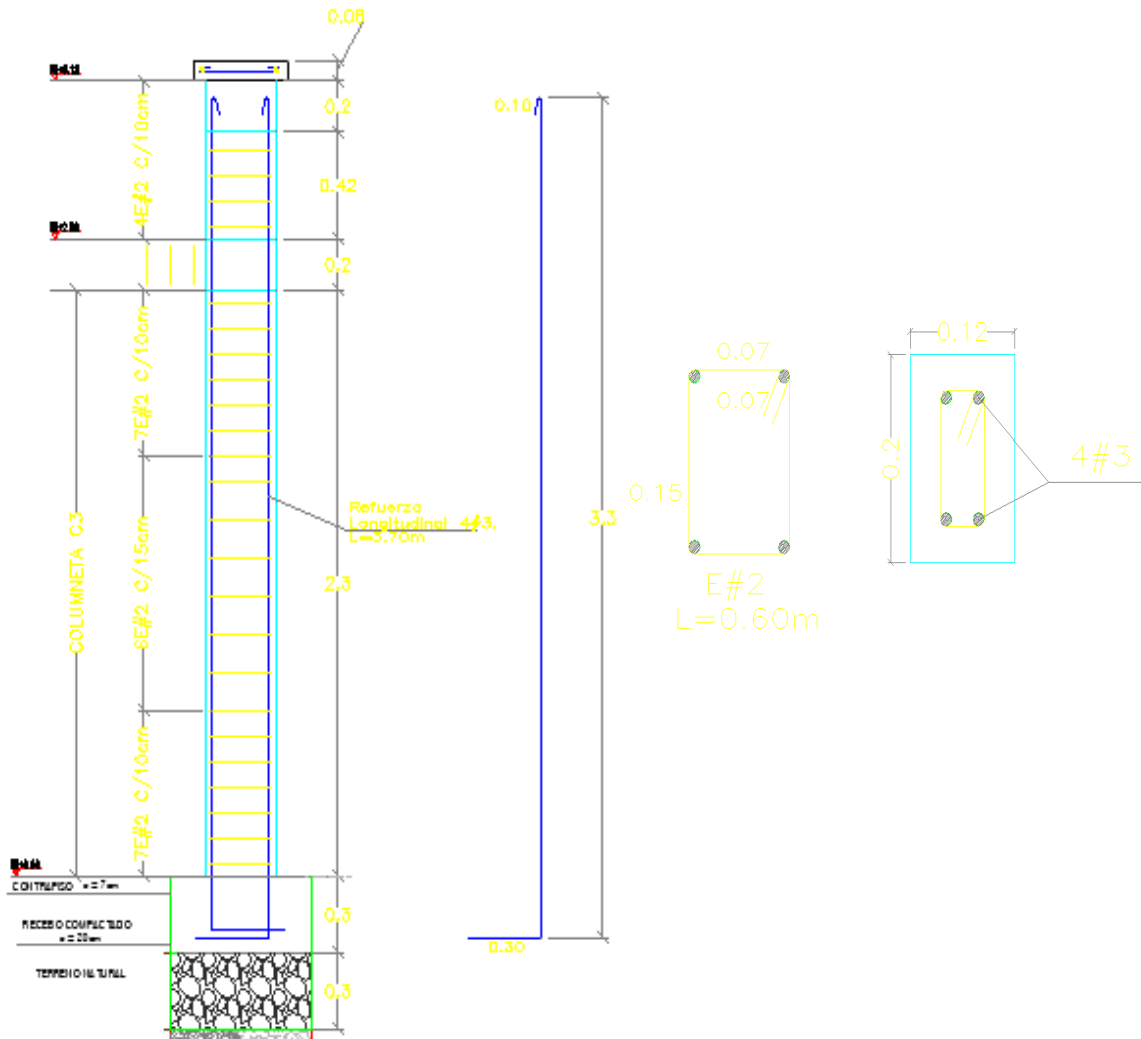 0.08
0.2
4E#2 C/10cm
0.42
0.2
7E#2 C/10cm
COLUMNETA C3
6E#2 C/15cm
Refuerzo
Longitudinal 4#3.
L=3.70m
2,3
7E#2 C/10cm
CONTRAPISO e=7cm
RECEBO COMPACTADO
e=20cm
TERRENO NATURAL
0.3
0.3
0.10
3,3
0.30
0.07
0.07
0.15
E#2
L=0.60m
0.12
0.2
4#3